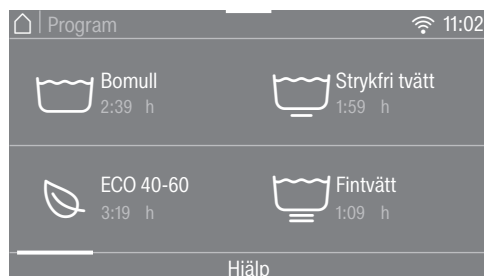 Program 11:02
Bomull
2:39 h
Strykfri tvätt
1:59 h
ECO 40-60
3:19 h
Fintvätt
1:09 h
Hjälp